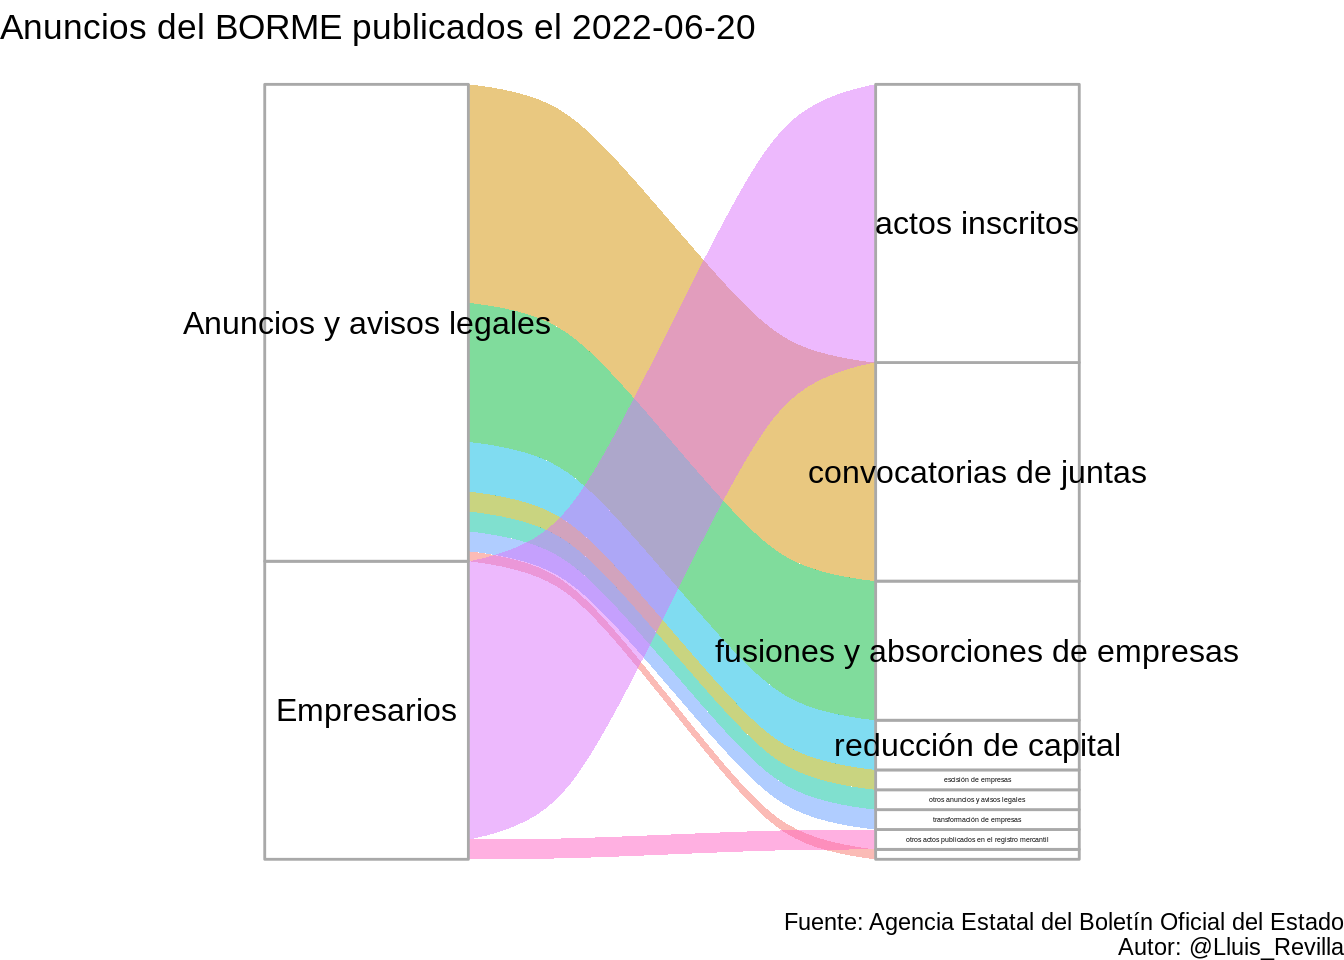 Anuncios del BORME publicados el 2022-06-20
actos inscritos
Anuncios y avisos legales
convocatorias de juntas
fusiones y absorciones de empresas
Empresarios
reducción de capital
escisión de empresas
otros anuncios y avisos legales
transformación de empresas
otros actos publicados en el registro mercantil
Fuente: Agencia Estatal del Boletín Oficial del Estado
Autor: @Lluis_Revilla